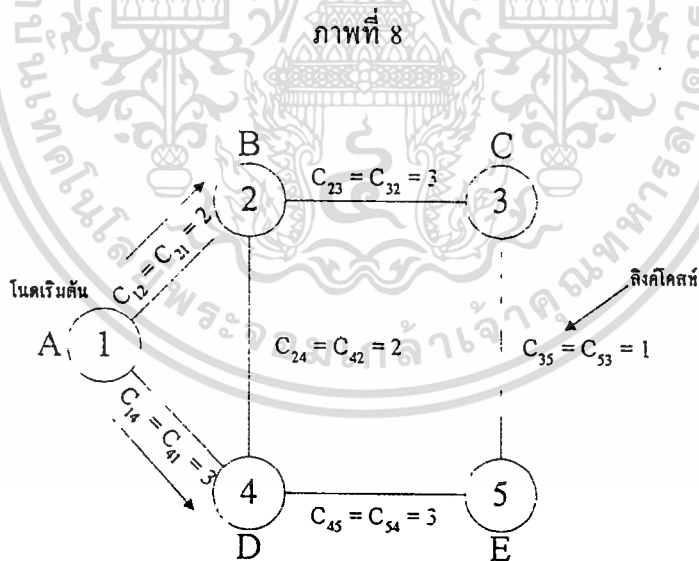 ภาพที่ 8
B
C
2
C₂₃ = C₃₂ = 3
3
C₁₂ = C₂₁ = 2
โนดเริ่มต้น
ลิงค์โคสท์
A
1
C₂₄ = C₄₂ = 2
C₃₅ = C₅₃ = 1
C₁₄ = C₄₁ = 3
4
C₄₅ = C₅₄ = 3
5
D
E